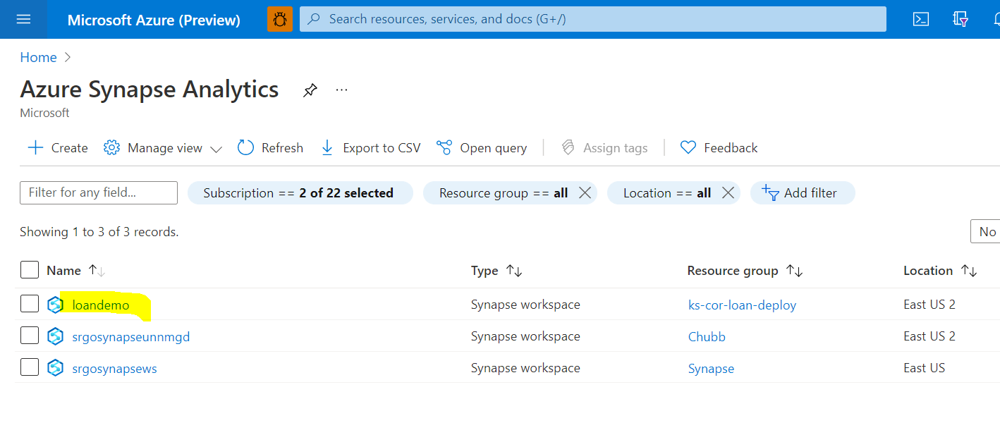 Microsoft Azure (Preview) Search resources, services, and docs (G+/)
Home
Azure Synapse Analytics ...
Microsoft
Create Manage view Refresh Export to CSV Open query Assign tags Feedback
Filter for any field... Subscription == 2 of 22 selected Resource group == all Location == all Add filter
Showing 1 to 3 of 3 records. No
Name Type Resource group Location
loandemo Synapse workspace ks-cor-loan-deploy East US 2
srgosynapseunnmgd Synapse workspace Chubb East US 2
srgosynapsews Synapse workspace Synapse East US